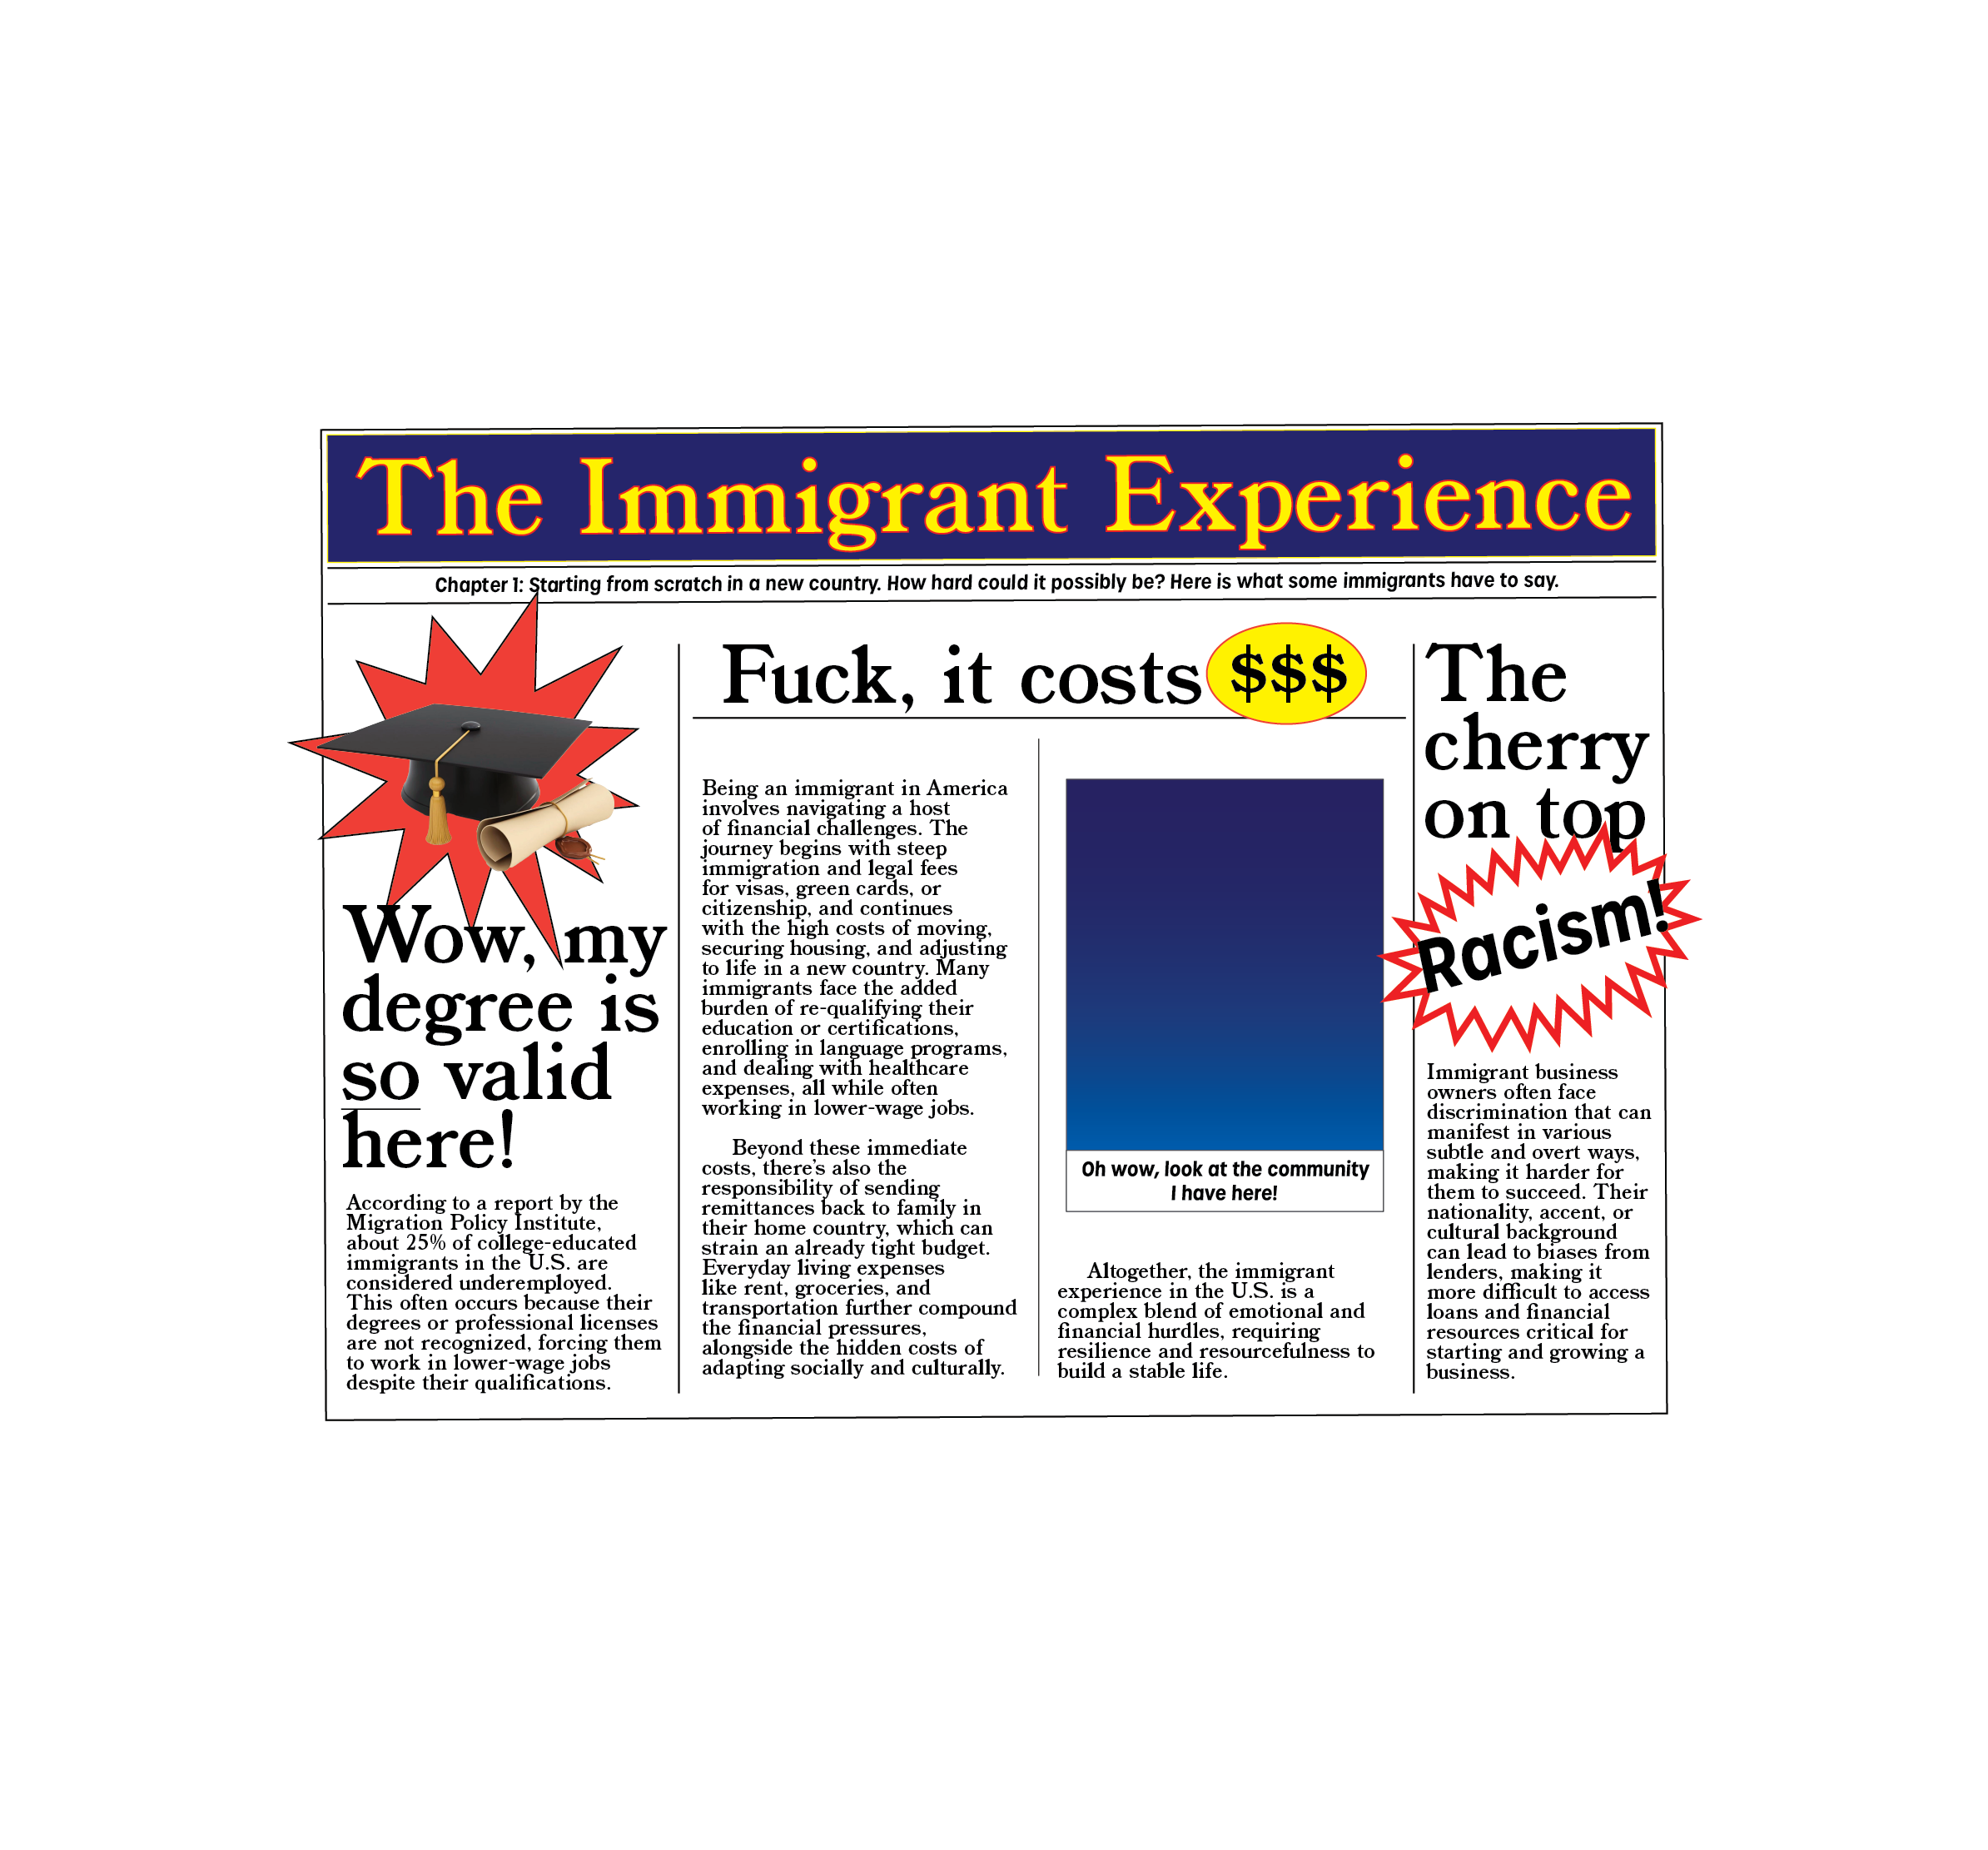 The Immigrant Experience
Chapter 1: Starting from scratch in a new country. How hard could it possibly be? Here is what some immigrants have to say.
Wow, my
degree is
so valid
here!
According to a report by the
Migration Policy Institute,
about 25% of college-educated
immigrants in the U.S. are
considered underemployed.
This often occurs because their
degrees or professional licenses
are not recognized, forcing them
to work in lower-wage jobs
despite their qualifications.
Fuck, it costs $$$
Being an immigrant in America
involves navigating a host
of financial challenges. The
journey begins with steep
immigration and legal fees
for visas, green cards, or
citizenship, and continues
with the high costs of moving,
securing housing, and adjusting
to life in a new country. Many
immigrants face the added
burden of re-qualifying their
education or certifications,
enrolling in language programs,
and dealing with healthcare
expenses, all while often
working in lower-wage jobs.
Beyond these immediate
costs, there's also the
responsibility of sending
remittances back to family in
their home country, which can
strain an already tight budget.
Everyday living expenses
like rent, groceries, and
transportation further compound
the financial pressures,
alongside the hidden costs of
adapting socially and culturally.
Oh wow, look at the community
I have here!
Altogether, the immigrant
experience in the U.S. is a
complex blend of emotional and
financial hurdles, requiring
resilience and resourcefulness to
build a stable life.
The
cherry
on top
Racism!
Immigrant business
owners often face
discrimination that can
manifest in various
subtle and overt ways,
making it harder for
them to succeed. Their
nationality, accent, or
cultural background
can lead to biases from
lenders, making it
more difficult to access
loans and financial
resources critical for
starting and growing a
business.